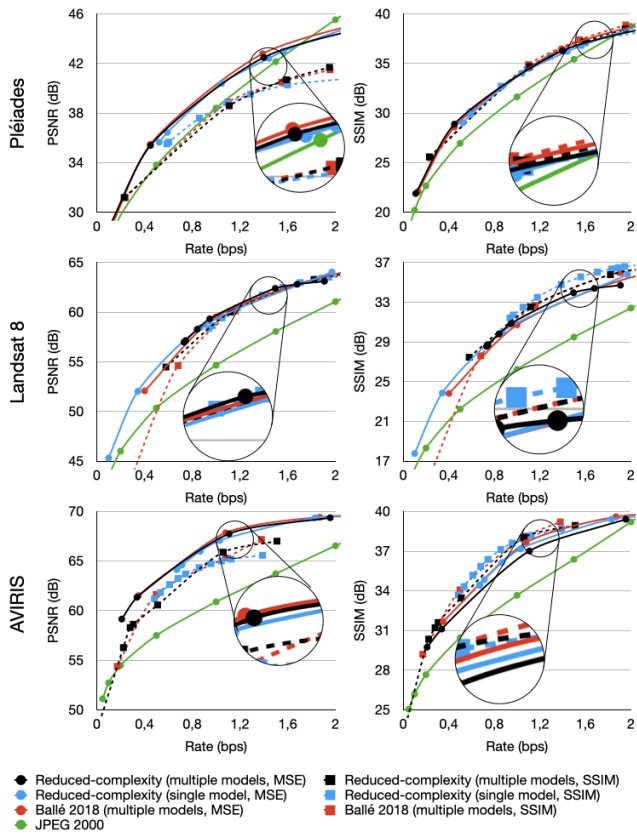 Pléiades
PSNR (dB)
46
42
38
34
30
0 0,4 0,8 1,2 1,6 2
Rate (bps)
SSIM (dB)
40
35
30
25
20
0 0,4 0,8 1,2 1,6 2
Rate (bps)
Landsat 8
PSNR (dB)
65
60
55
50
45
0 0,4 0,8 1,2 1,6 2
Rate (bps)
SSIM (dB)
37
33
29
25
21
17
0 0,4 0,8 1,2 1,6 2
Rate (bps)
AVIRIS
PSNR (dB)
70
65
60
55
50
0 0,4 0,8 1,2 1,6 2
Rate (bps)
SSIM (dB)
40
37
34
31
28
25
0 0,4 0,8 1,2 1,6 2
Rate (bps)
Reduced-complexity (multiple models, MSE)
Reduced-complexity (single model, MSE)
Ballé 2018 (multiple models, MSE)
JPEG 2000
Reduced-complexity (multiple models, SSIM)
Reduced-complexity (single model, SSIM)
Ballé 2018 (multiple models, SSIM)